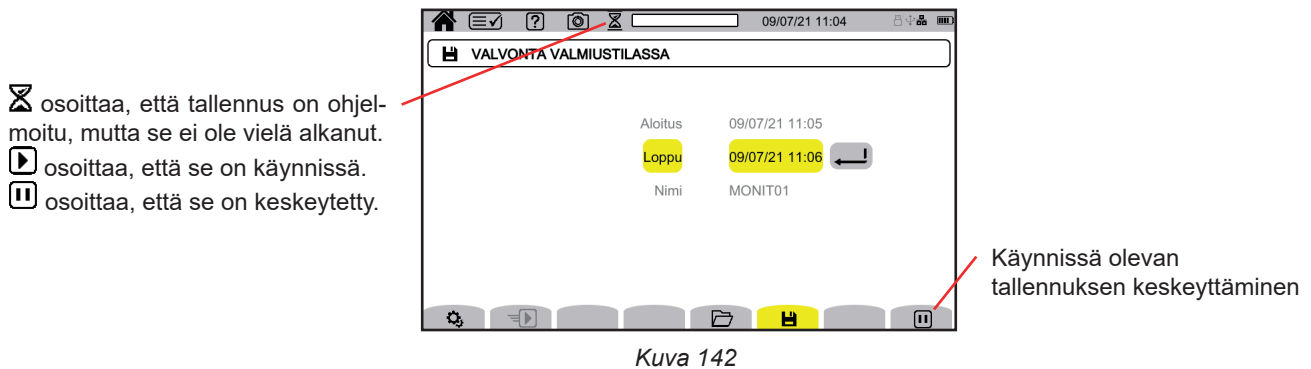 09/07/21 11:04
VALVONTA VALMIUSTILASSA
osoittaa, että tallennus on ohjel-
moitu, mutta se ei ole vielä alkanut.
osoittaa, että se on käynnissä.
osoittaa, että se on keskeytetty.
Aloitus 09/07/21 11:05
Loppu 09/07/21 11:06
Nimi MONIT01
Käynnissä olevan
tallennuksen keskeyttäminen
Kuva 142